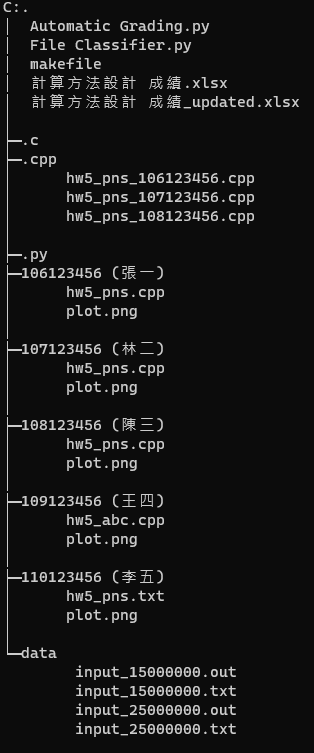 C:.
│  Automatic Grading.py
│  File Classifier.py
│  makefile
│  計算方法設計 成績.xlsx
│  計算方法設計 成績_updated.xlsx
│
├─.c
├─.cpp
│      hw5_pns_106123456.cpp
│      hw5_pns_107123456.cpp
│      hw5_pns_108123456.cpp
│
├─.py
├─106123456 (張一)
│      hw5_pns.cpp
│      plot.png
│
├─107123456 (林二)
│      hw5_pns.cpp
│      plot.png
│
├─108123456 (陳三)
│      hw5_pns.cpp
│      plot.png
│
├─109123456 (王四)
│      hw5_abc.cpp
│      plot.png
│
├─110123456 (李五)
│      hw5_pns.txt
│      plot.png
│
└─data
        input_15000000.out
        input_15000000.txt
        input_25000000.out
        input_25000000.txt